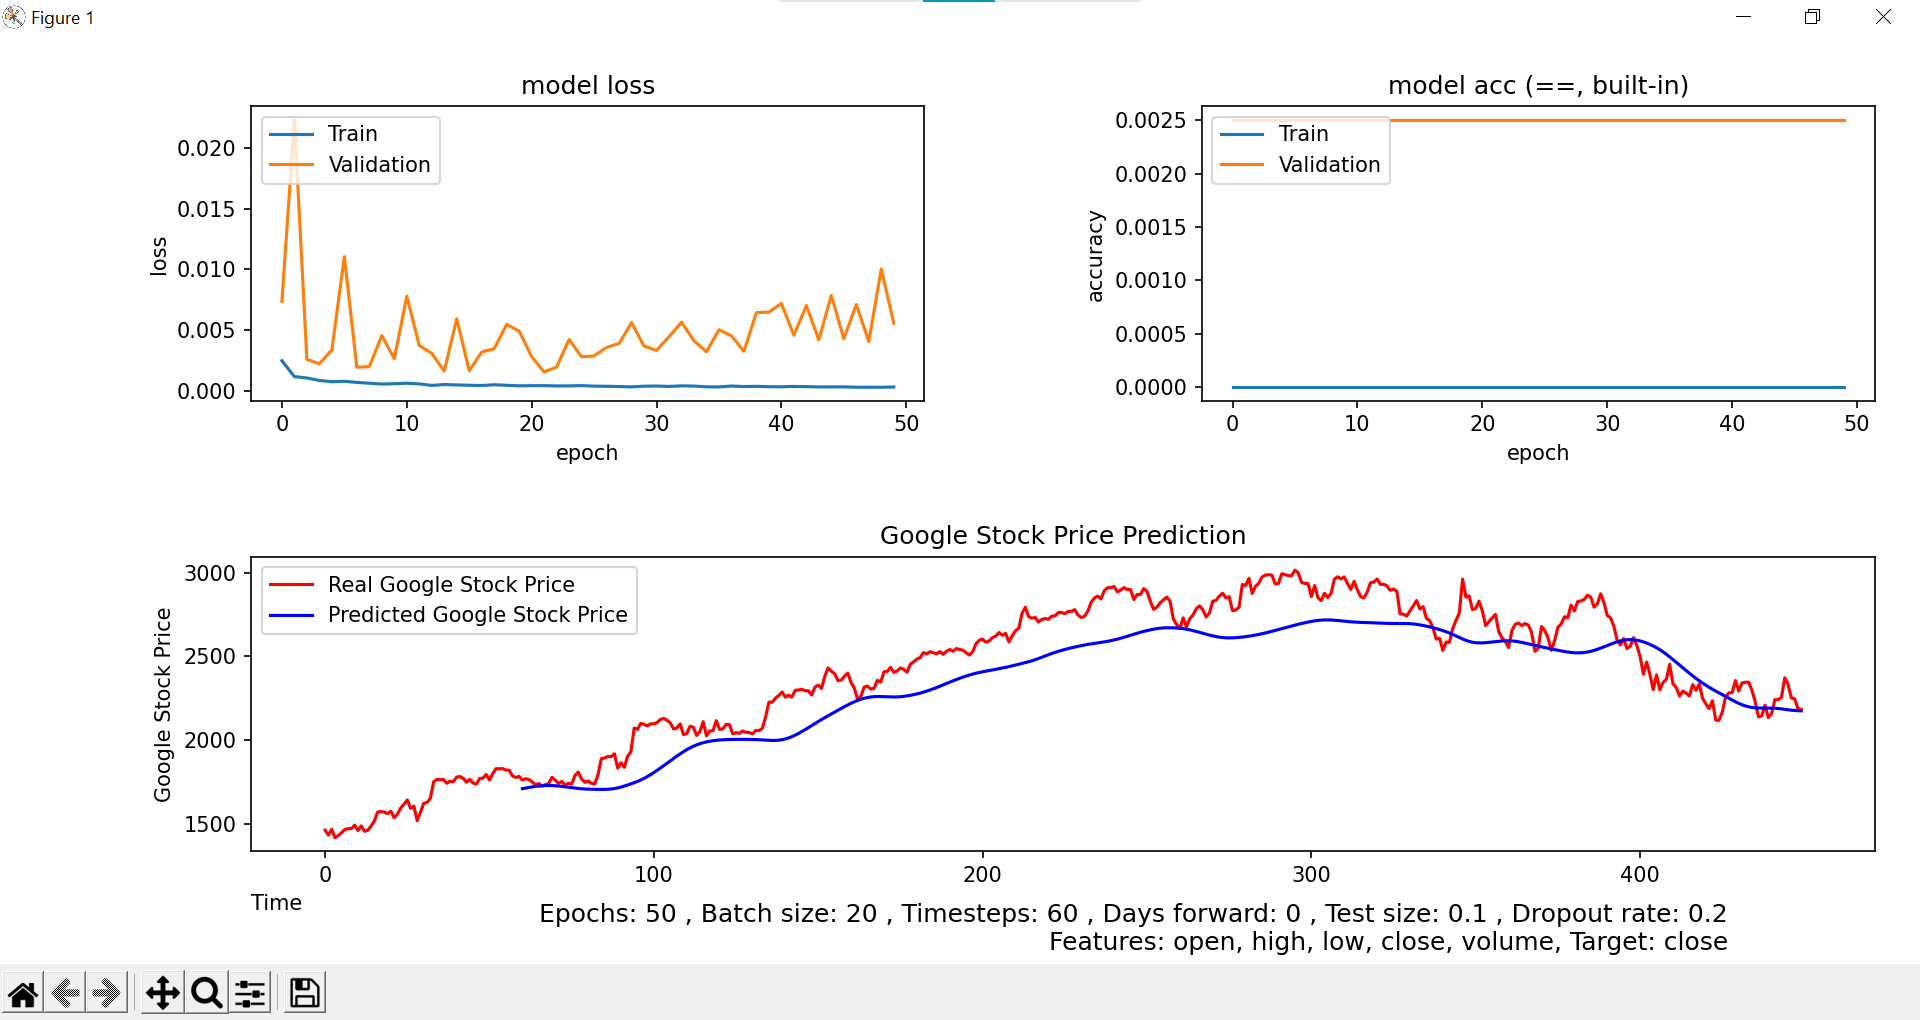 Figure 1
model loss
Train
Validation
0.020
0.015
0.010
0.005
0.000
loss
0 10 20 30 40 50
epoch
model acc (==, built-in)
Train
Validation
0.0025
0.0020
0.0015
0.0010
0.0005
0.0000
accuracy
0 10 20 30 40 50
epoch
Google Stock Price Prediction
Real Google Stock Price
Predicted Google Stock Price
3000
2500
2000
1500
Google Stock Price
0 100 200 300 400
Time
Epochs: 50 , Batch size: 20 , Timesteps: 60 , Days forward: 0 , Test size: 0.1 , Dropout rate: 0.2
Features: open, high, low, close, volume, Target: close